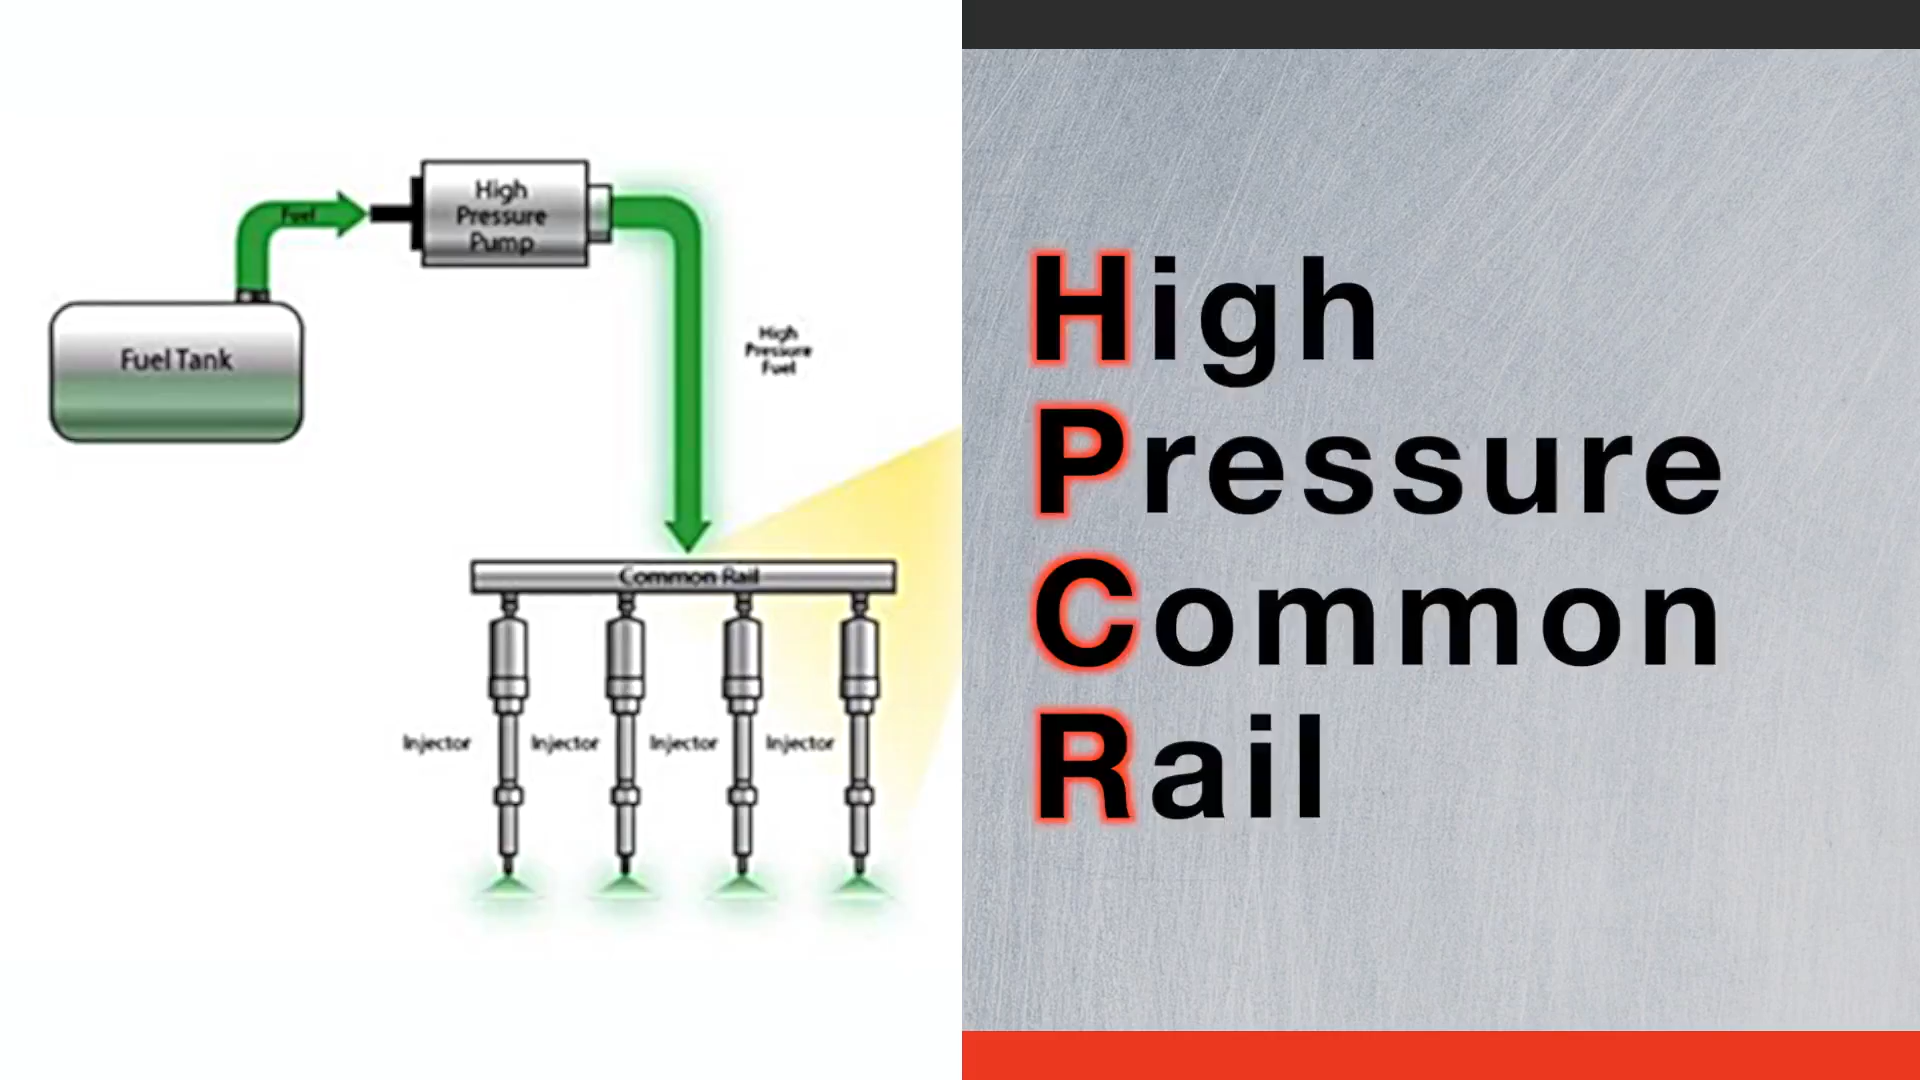 High
Pressure
Pump
Fuel
Fuel Tank
High
Pressure
Fuel
Common Rail
Injector
Injector
Injector
Injector
High
Pressure
Common
Rail